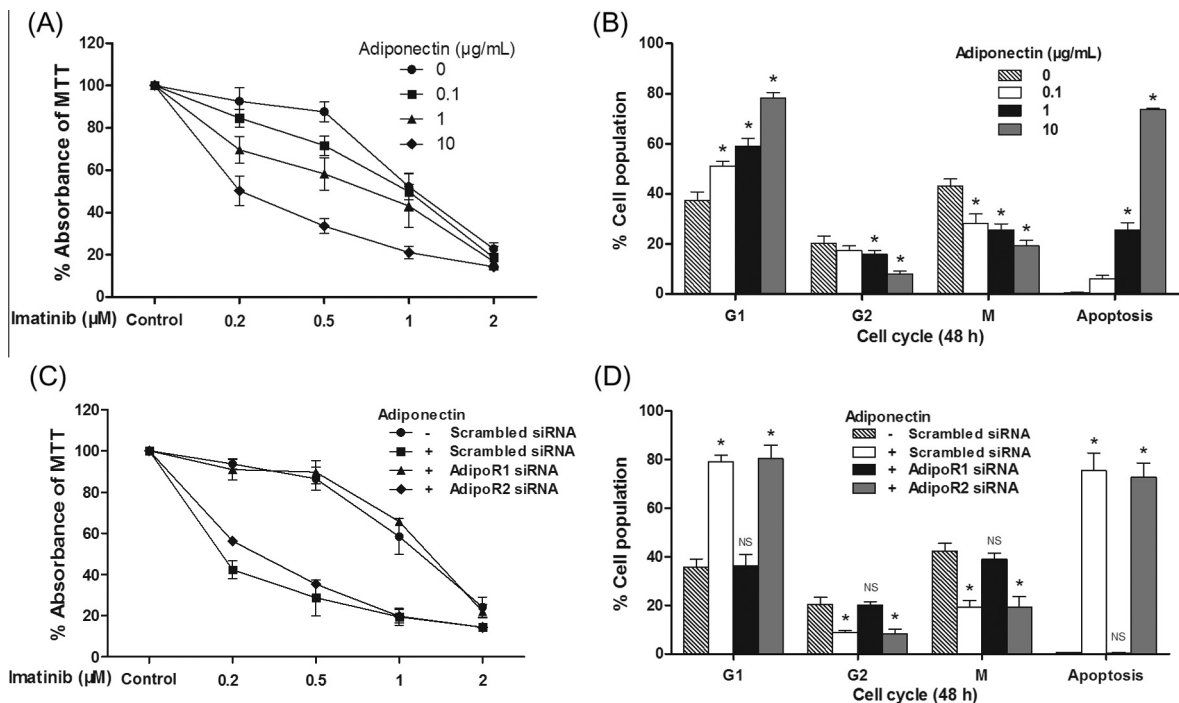 (A)
120
100
80
60
40
20
0
% Absorbance of MTT
Adiponectin (µg/mL)
0
0.1
1
10
Imatinib (µM) Control 0.2 0.5 1 2
(B)
100
80
60
40
20
0
% Cell population
Adiponectin (µg/mL)
0
0.1
1
10
* * *
* *
* * *
* *
G1 G2 M Apoptosis
Cell cycle (48 h)
(C)
120
100
80
60
40
20
0
% Absorbance of MTT
Adiponectin
- Scrambled siRNA
+ Scrambled siRNA
+ AdipoR1 siRNA
+ AdipoR2 siRNA
Imatinib (µM) Control 0.2 0.5 1 2
(D)
100
80
60
40
20
0
% Cell population
Adiponectin
- Scrambled siRNA
+ Scrambled siRNA
+ AdipoR1 siRNA
+ AdipoR2 siRNA
* NS *
* NS *
* NS *
* NS *
G1 G2 M Apoptosis
Cell cycle (48 h)